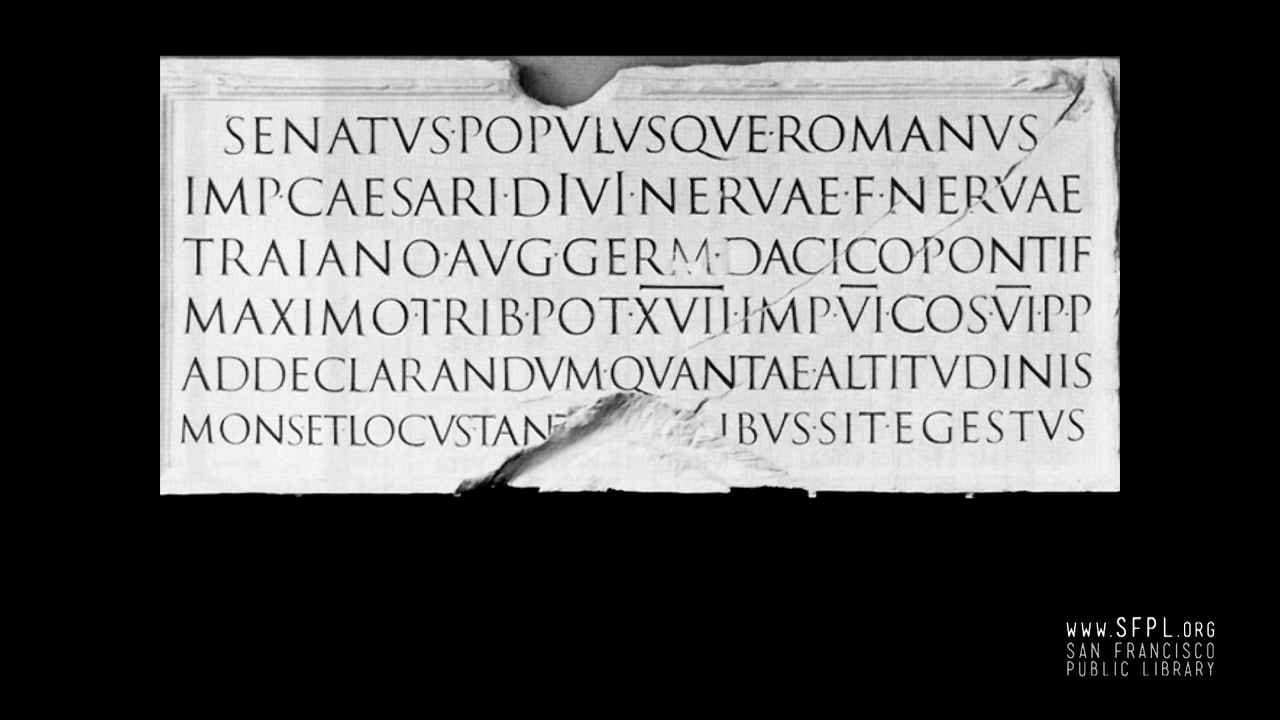 SENATVS·POPVLVSQVE·ROMANVS
IMP·CAESARI·DIVI·NERVAE·F·NERVAE
TRAIANO·AVG·GERM·DACICO·PONTIF
MAXIMO·TRIB·POT·XVII·IMP·VI·COS·VI·P·P
AD DECLARANDVM·QVANTAE·ALTITVDINIS
MONS ET LOCVS TANT IBVS·SIT·EGESTVS
WWW.SFPL.ORG
SAN FRANCISCO
PUBLIC LIBRARY